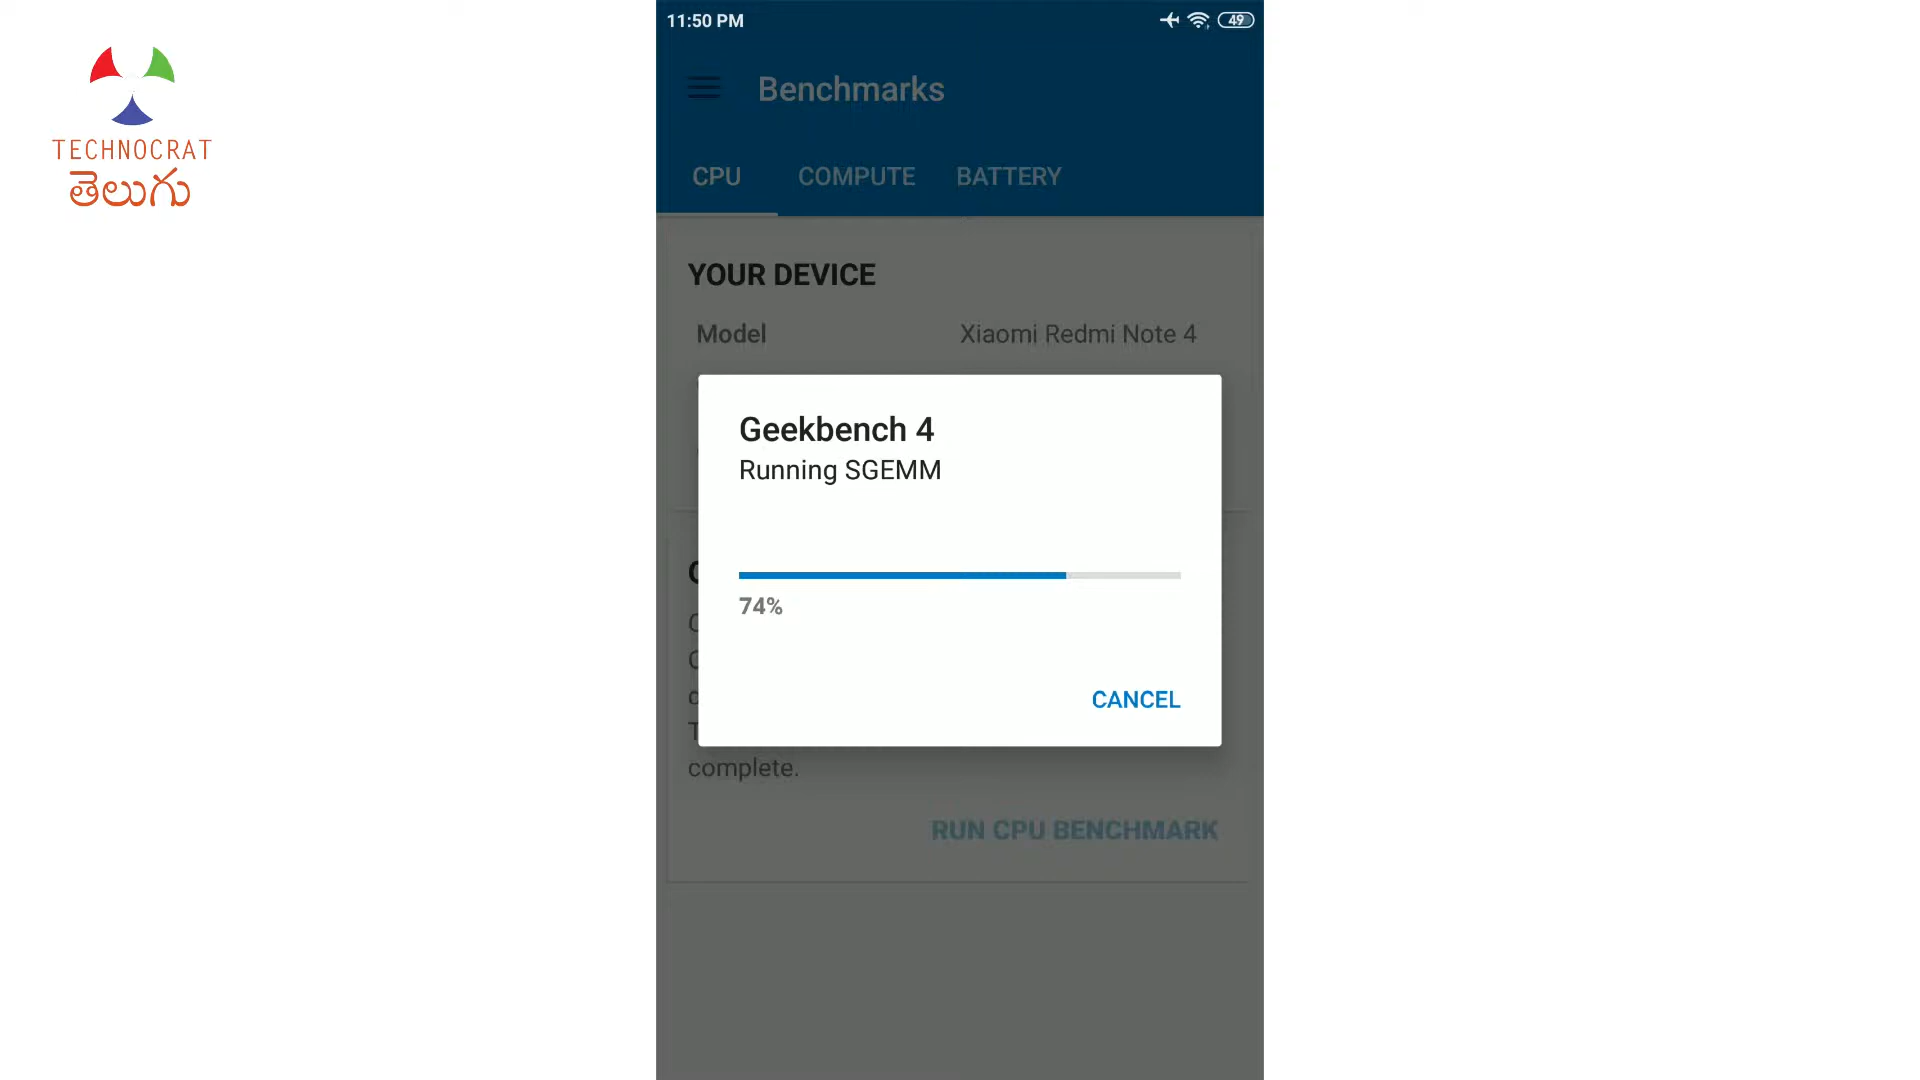 TECHNOCRAT
తెలుగు
11:50 PM
49
Benchmarks
CPU
COMPUTE
BATTERY
YOUR DEVICE
Model
Xiaomi Redmi Note 4
Geekbench 4
Running SGEMM
74%
CANCEL
complete.
RUN CPU BENCHMARK